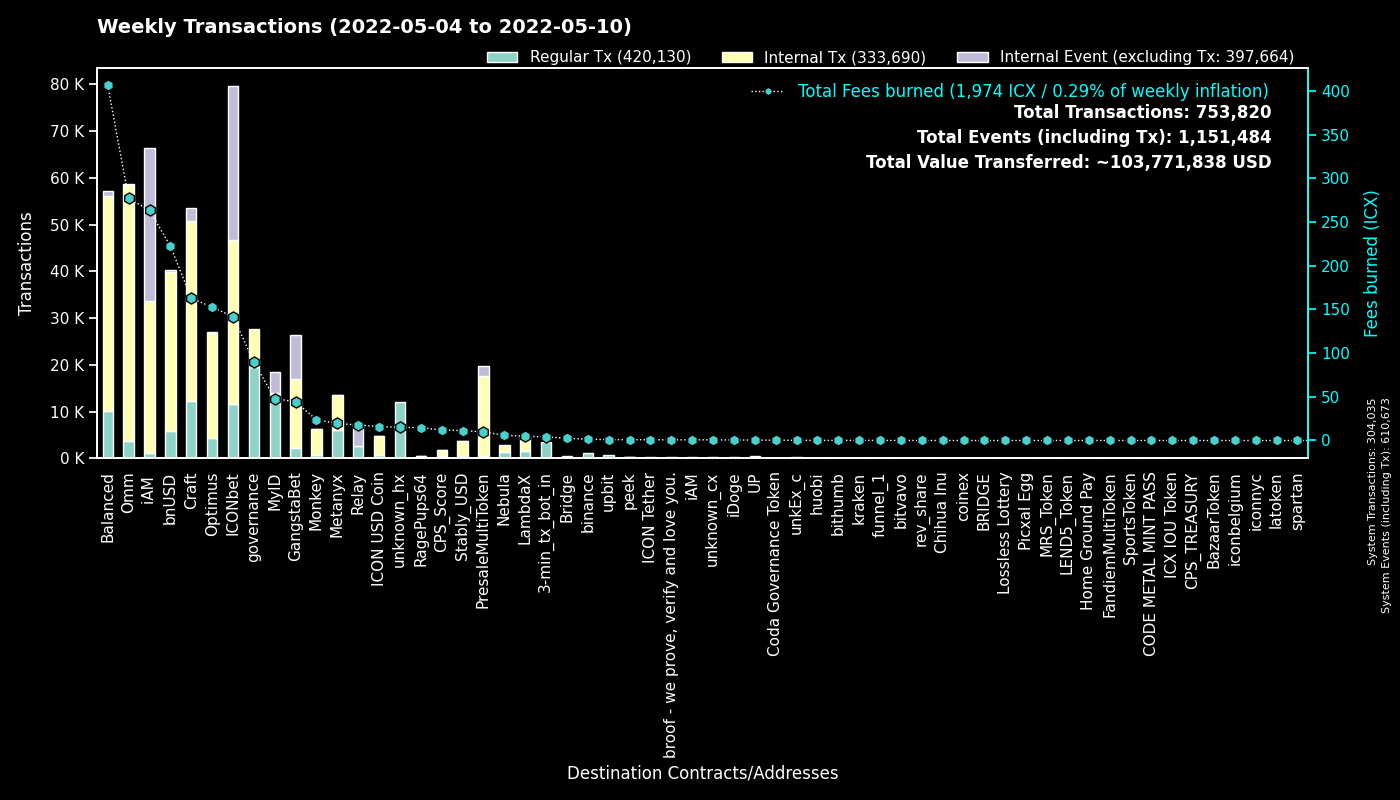 Weekly Transactions (2022-05-04 to 2022-05-10)
Regular Tx (420,130)
Internal Tx (333,690)
Internal Event (excluding Tx: 397,664)
Total Fees burned (1,974 ICX / 0.29% of weekly inflation)
Total Transactions: 753,820
Total Events (including Tx): 1,151,484
Total Value Transferred: ~103,771,838 USD
Transactions
80 K
70 K
60 K
50 K
40 K
30 K
20 K
10 K
0 K
400
350
300
250
200
150
100
50
0
Fees burned (ICX)
System Transactions: 304,035
System Events (including Tx): 610,673
Balanced
Omm
iAM
bnUSD
Craft
Optimus
ICONbet
governance
MyID
GangstaBet
Monkey
Metanyx
Relay
ICON USD Coin
unknown_hx
RagePups64
CPS_Score
Stably_USD
PresaleMultiToken
Nebula
LambdaX
3-min_tx_bot_in
Bridge
binance
upbit
peek
ICON Tether
broof - we prove, verify and love you.
IAM
unknown_cx
iDoge
UP
Coda Governance Token
unkEx_c
huobi
bithumb
kraken
funnel_1
bitvavo
rev_share
Chihua Inu
coinex
BRIDGE
Lossless Lottery
Picxal Egg
MRS_Token
LEND5_Token
Home Ground Pay
FandiemMultiToken
SportsToken
CODE METAL MINT PASS
ICX IOU Token
CPS_TREASURY
BazaarToken
iconbelgium
iconnyc
latoken
spartan
Destination Contracts/Addresses